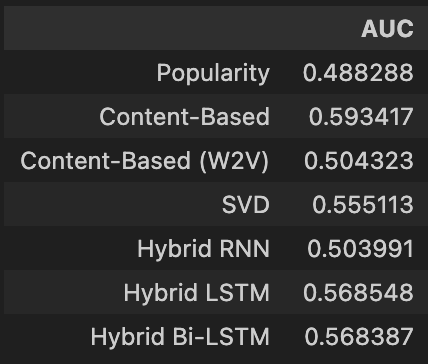 AUC
Popularity 0.488288
Content-Based 0.593417
Content-Based (W2V) 0.504323
SVD 0.555113
Hybrid RNN 0.503991
Hybrid LSTM 0.568548
Hybrid Bi-LSTM 0.568387